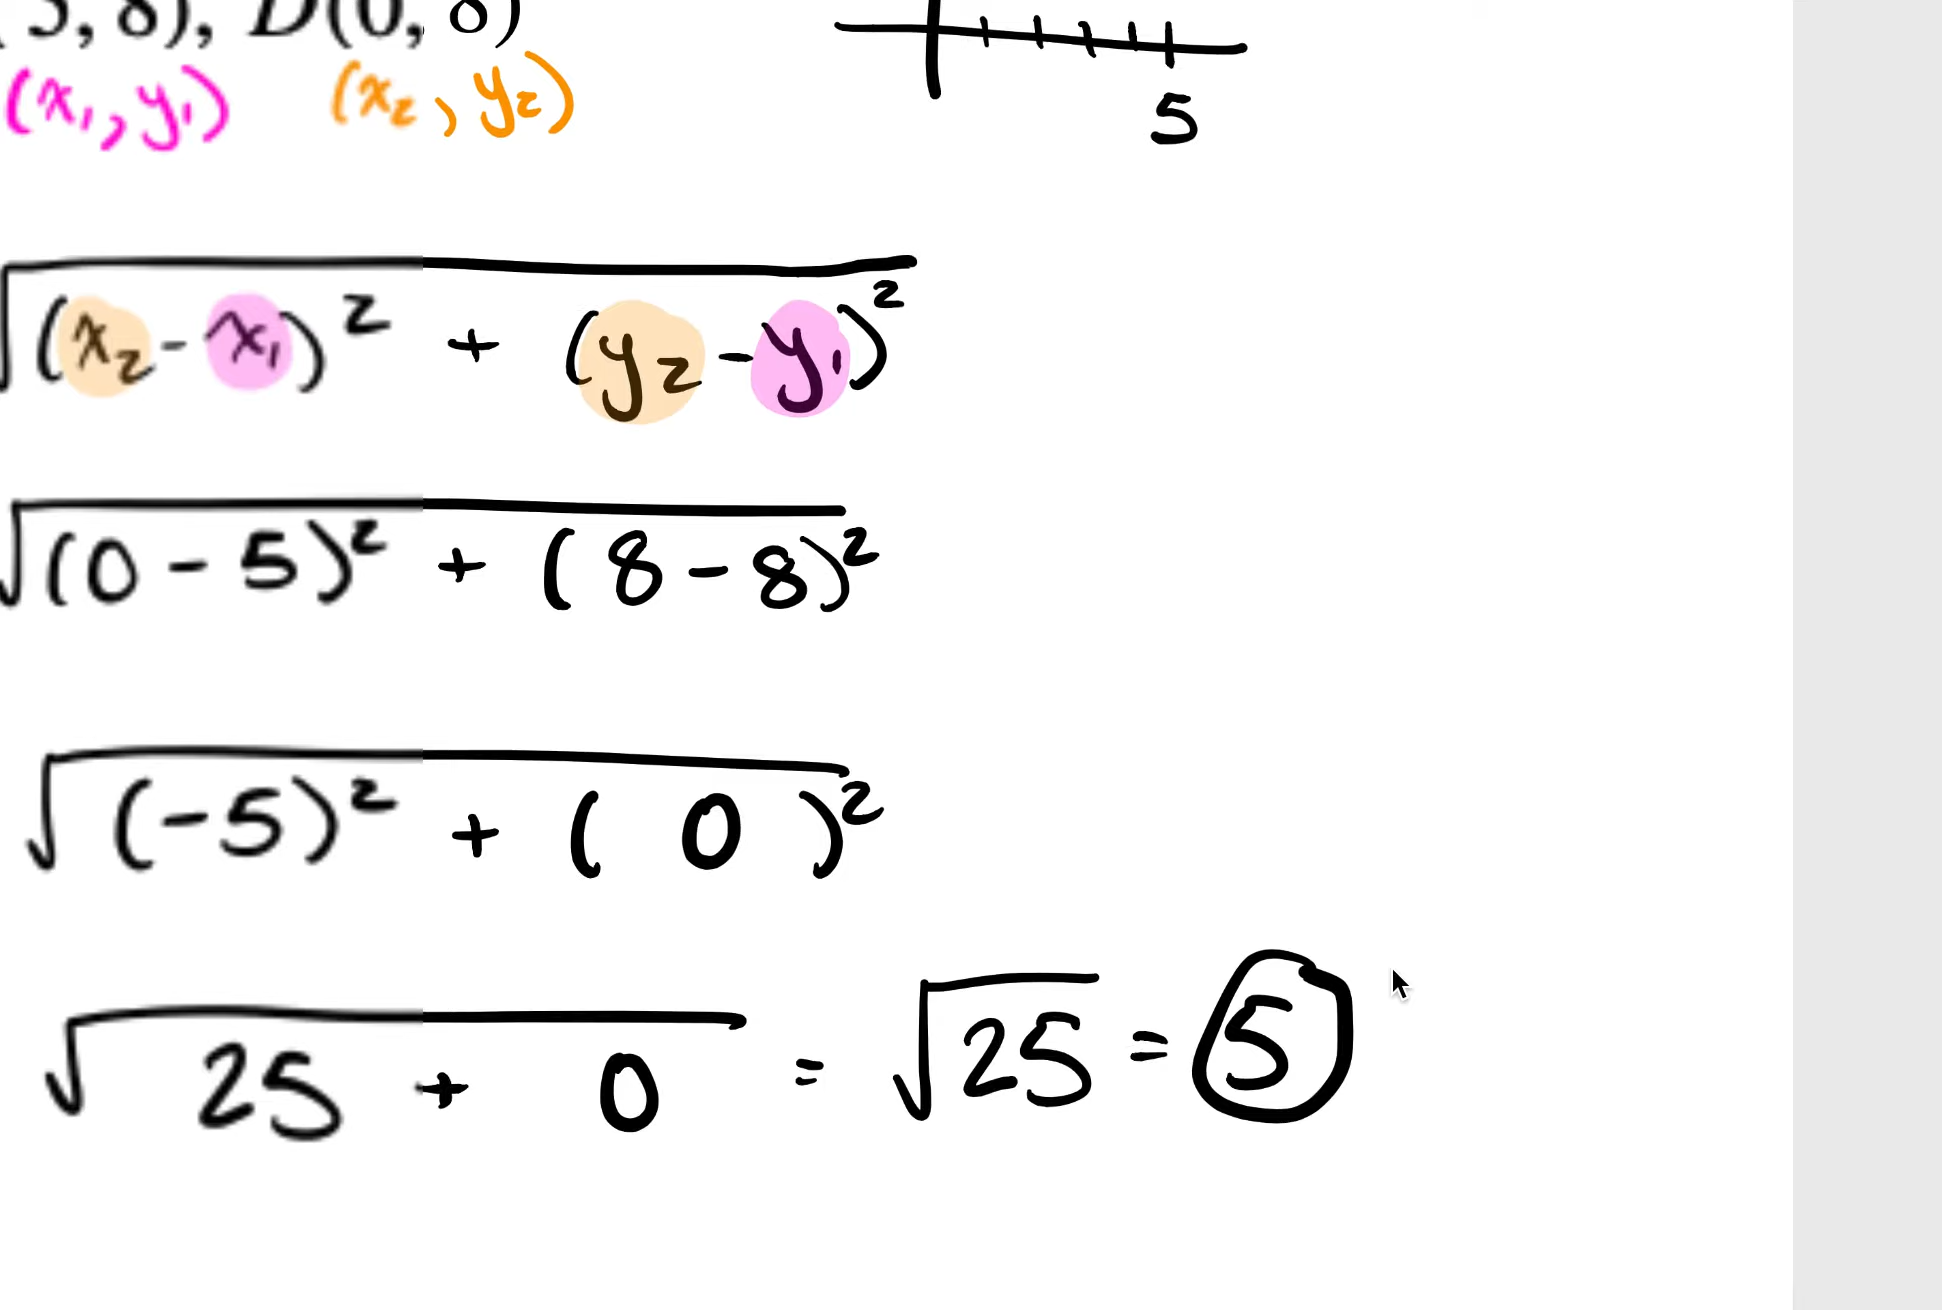 5, 8), D(0, 8)
(x₁, y₁) (x₂, y₂)
5
√(x₂ - x₁)² + (y₂ - y₁)²
√(0 - 5)² + (8 - 8)²
√(-5)² + ( 0 )²
√25 + 0 = √25 = 5